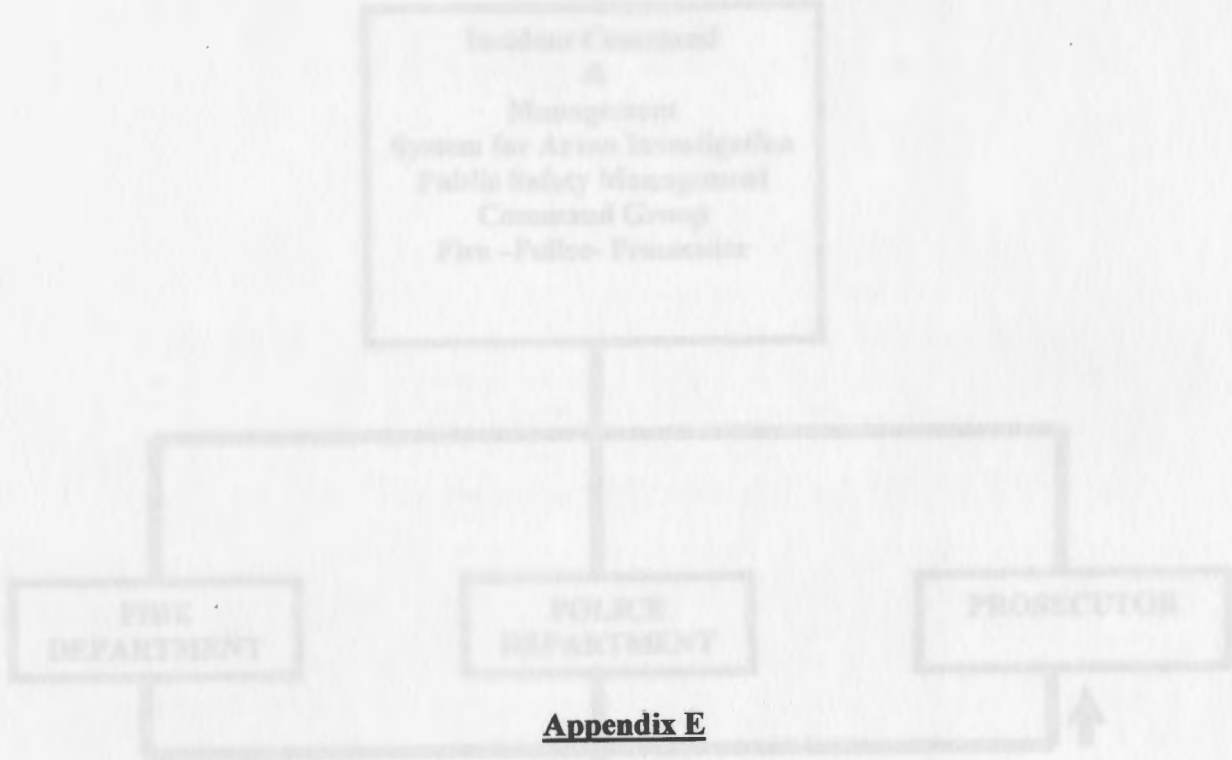 Incident Command
&
Management
System for Arson Investigation
Public Safety Management
Command Group
Fire –Police- Prosecutor
FIRE
DEPARTMENT
POLICE
DEPARTMENT
PROSECUTOR
Appendix E